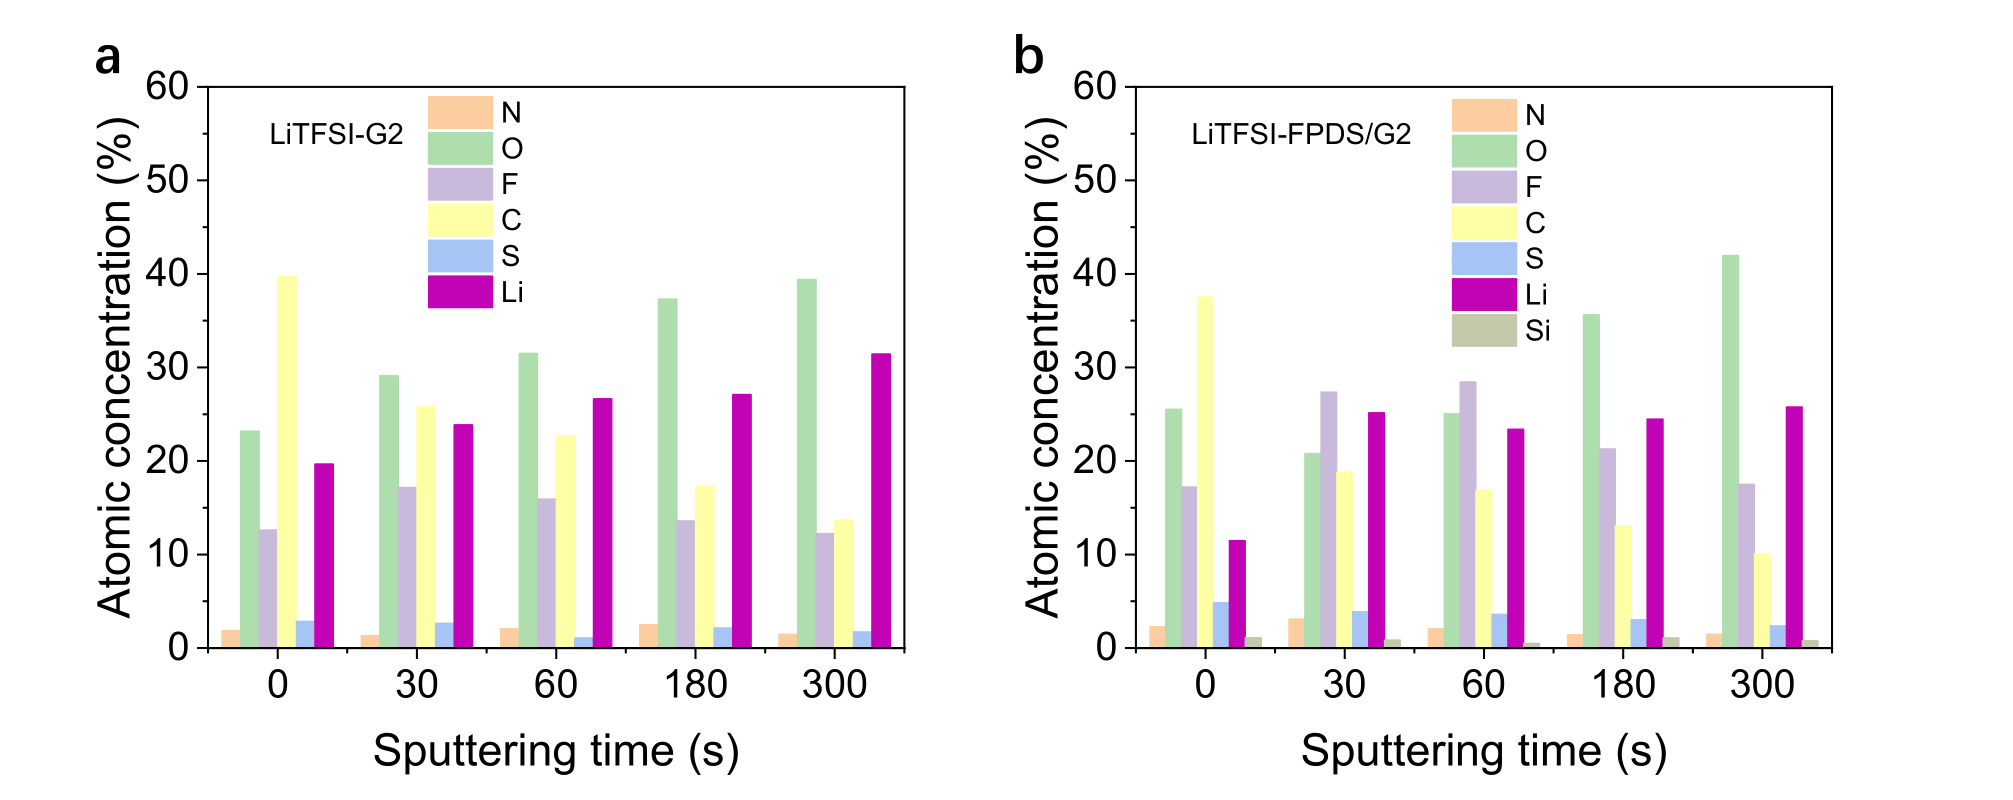 a
LiTFSI-G2
N
O
F
C
S
Li
Atomic concentration (%)
60
50
40
30
20
10
0
0 30 60 180 300
Sputtering time (s)
b
LiTFSI-FPDS/G2
N
O
F
C
S
Li
Si
Atomic concentration (%)
60
50
40
30
20
10
0
0 30 60 180 300
Sputtering time (s)